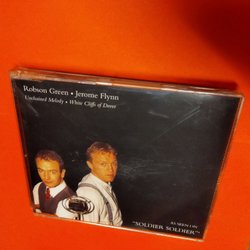 Robson Green • Jerome Flynn
Unchained Melody • White Cliffs of Dover
AS SEEN ON
"SOLDIER SOLDIER"